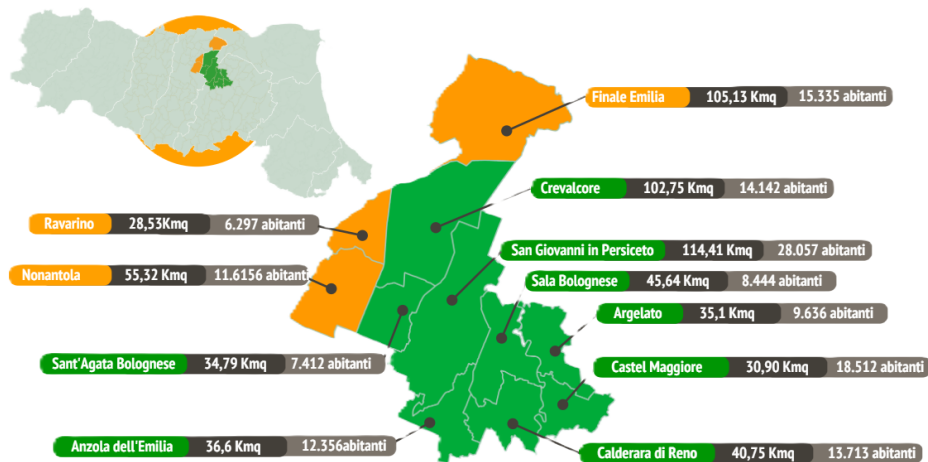 Finale Emilia 105,13 Kmq 15.335 abitanti
Crevalcore 102,75 Kmq 14.142 abitanti
Ravarino 28,53Kmq 6.297 abitanti
San Giovanni in Persiceto 114,41 Kmq 28.057 abitanti
Nonantola 55,32 Kmq 11.6156 abitanti
Sala Bolognese 45,64 Kmq 8.444 abitanti
Argelato 35,1 Kmq 9.636 abitanti
Sant'Agata Bolognese 34,79 Kmq 7.412 abitanti
Castel Maggiore 30,90 Kmq 18.512 abitanti
Anzola dell'Emilia 36,6 Kmq 12.356abitanti
Calderara di Reno 40,75 Kmq 13.713 abitanti